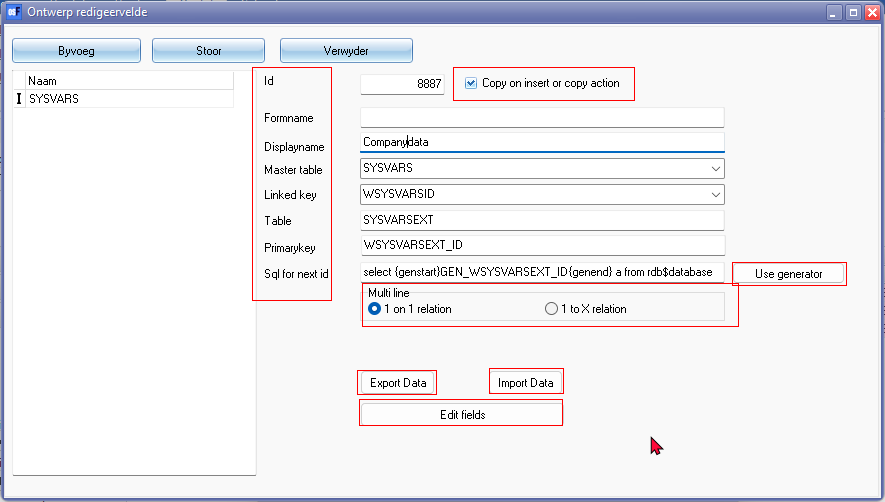 Ontwerp redigeervelde
Byvoeg Stoor Verwyder
Naam
SYSVARS
Id 8887 Copy on insert or copy action
Formname
Displayname Companydata
Master table SYSVARS
Linked key WSYSVARSID
Table SYSVARSEXT
Primarykey WSYSVARSEXT_ID
Sql for next id select {genstart}GEN_WSYSVARSEXT_ID{genend} a from rdb$database Use generator
Multi line
1 on 1 relation 1 to X relation
Export Data Import Data
Edit fields